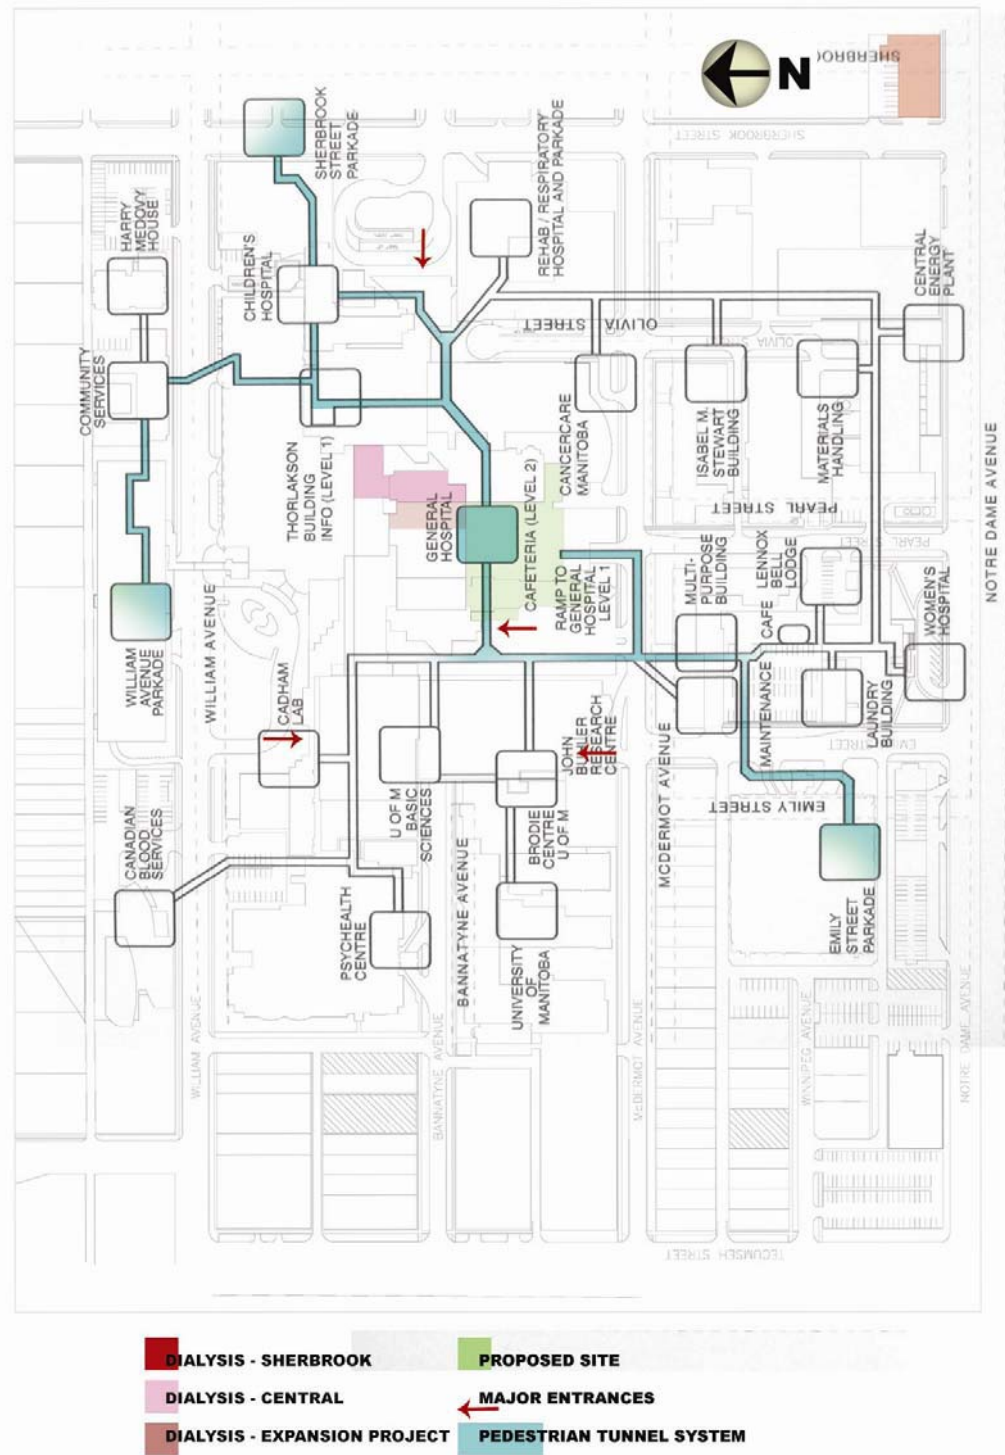 N
SHERBROO
SHERBROOK STREET
SHERBROOK
STREET
PARKADE
REHAB / RESPIRATORY
HOSPITAL AND PARKADE
HARRY
MEDOVY
HOUSE
CHILDREN'S
HOSPITAL
CENTRAL
ENERGY
PLANT
OLIVIA STREET
OLIVIA STREET
COMMUNITY
SERVICES
THORLAKSON
BUILDING
INFO (LEVEL 1)
CANCERCARE
MANITOBA
ISABEL M.
STEWART
BUILDING
MATERIALS
HANDLING
GENERAL
HOSPITAL
CAFETERIA (LEVEL 2)
PEARL STREET
PEARL STREET
NOTRE DAME AVENUE
RAMP TO
GENERAL
HOSPITAL
LEVEL 1
MULTI-
PURPOSE
BUILDING
LENNOX
BELL
LODGE
CAFE
WOMEN'S
HOSPITAL
WILLIAM
AVENUE
PARKADE
WILLIAM AVENUE
CADHAM
LAB
JOHN
BUHLER
RESEARCH
CENTRE
MAINTENANCE
LAUNDRY
BUILDING
MCDERMOT AVENUE
EMILY STREET
U OF M
BASIC
SCIENCES
BRODIE
CENTRE
U OF M
CANADIAN
BLOOD
SERVICES
BANNATYNE AVENUE
PSYCHEALTH
CENTRE
UNIVERSITY
OF
MANITOBA
EMILY
STREET
PARKADE
WILLIAM AVENUE
BANNATYNE AVENUE
McDERMOT AVENUE
WINNIPEG AVENUE
NOTRE DAME AVENUE
TECUMSEH STREET
DIALYSIS - SHERBROOK
PROPOSED SITE
DIALYSIS - CENTRAL
MAJOR ENTRANCES
DIALYSIS - EXPANSION PROJECT
PEDESTRIAN TUNNEL SYSTEM